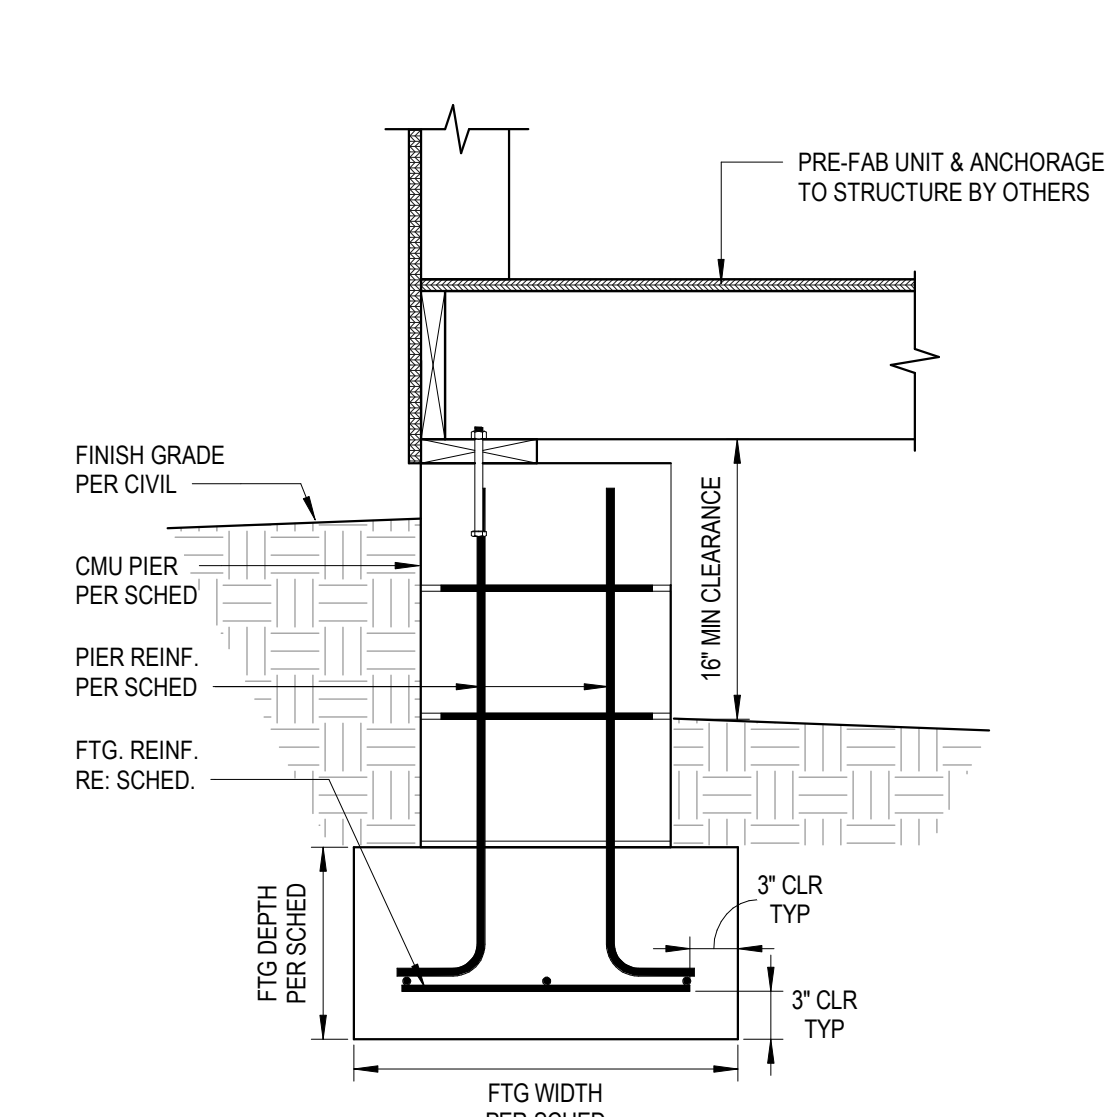 PRE-FAB UNIT & ANCHORAGE
TO STRUCTURE BY OTHERS
FINISH GRADE
PER CIVIL
CMU PIER
PER SCHED
PIER REINF.
PER SCHED
FTG. REINF.
RE: SCHED.
16" MIN CLEARANCE
FTG DEPTH
PER SCHED
3" CLR
TYP
3" CLR
TYP
FTG WIDTH
PER SCHED